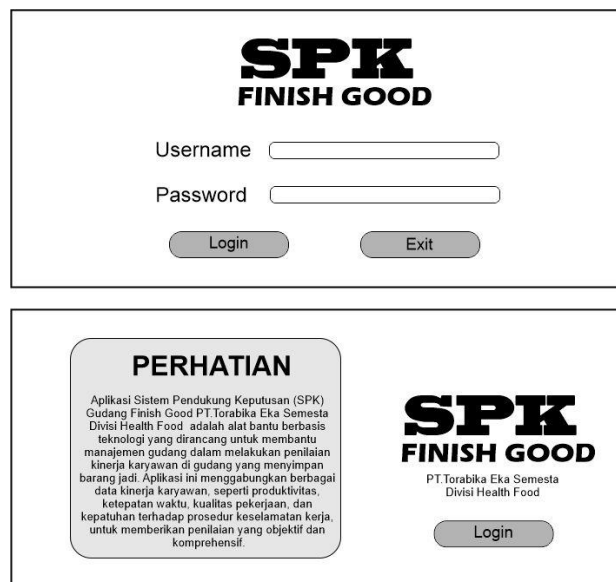 SPK
FINISH GOOD
Username
Password
Login
Exit
PERHATIAN
Aplikasi Sistem Pendukung Keputusan (SPK)
Gudang Finish Good PT.Torabika Eka Semesta
Divisi Health Food adalah alat bantu berbasis
teknologi yang dirancang untuk membantu
manajemen gudang dalam melakukan penilaian
kinerja karyawan di gudang yang menyimpan
barang jadi. Aplikasi ini menggabungkan berbagai
data kinerja karyawan, seperti produktivitas,
ketepatan waktu, kualitas pekerjaan, dan
kepatuhan terhadap prosedur keselamatan kerja,
untuk memberikan penilaian yang objektif dan
komprehensif.
SPK
FINISH GOOD
PT.Torabika Eka Semesta
Divisi Health Food
Login